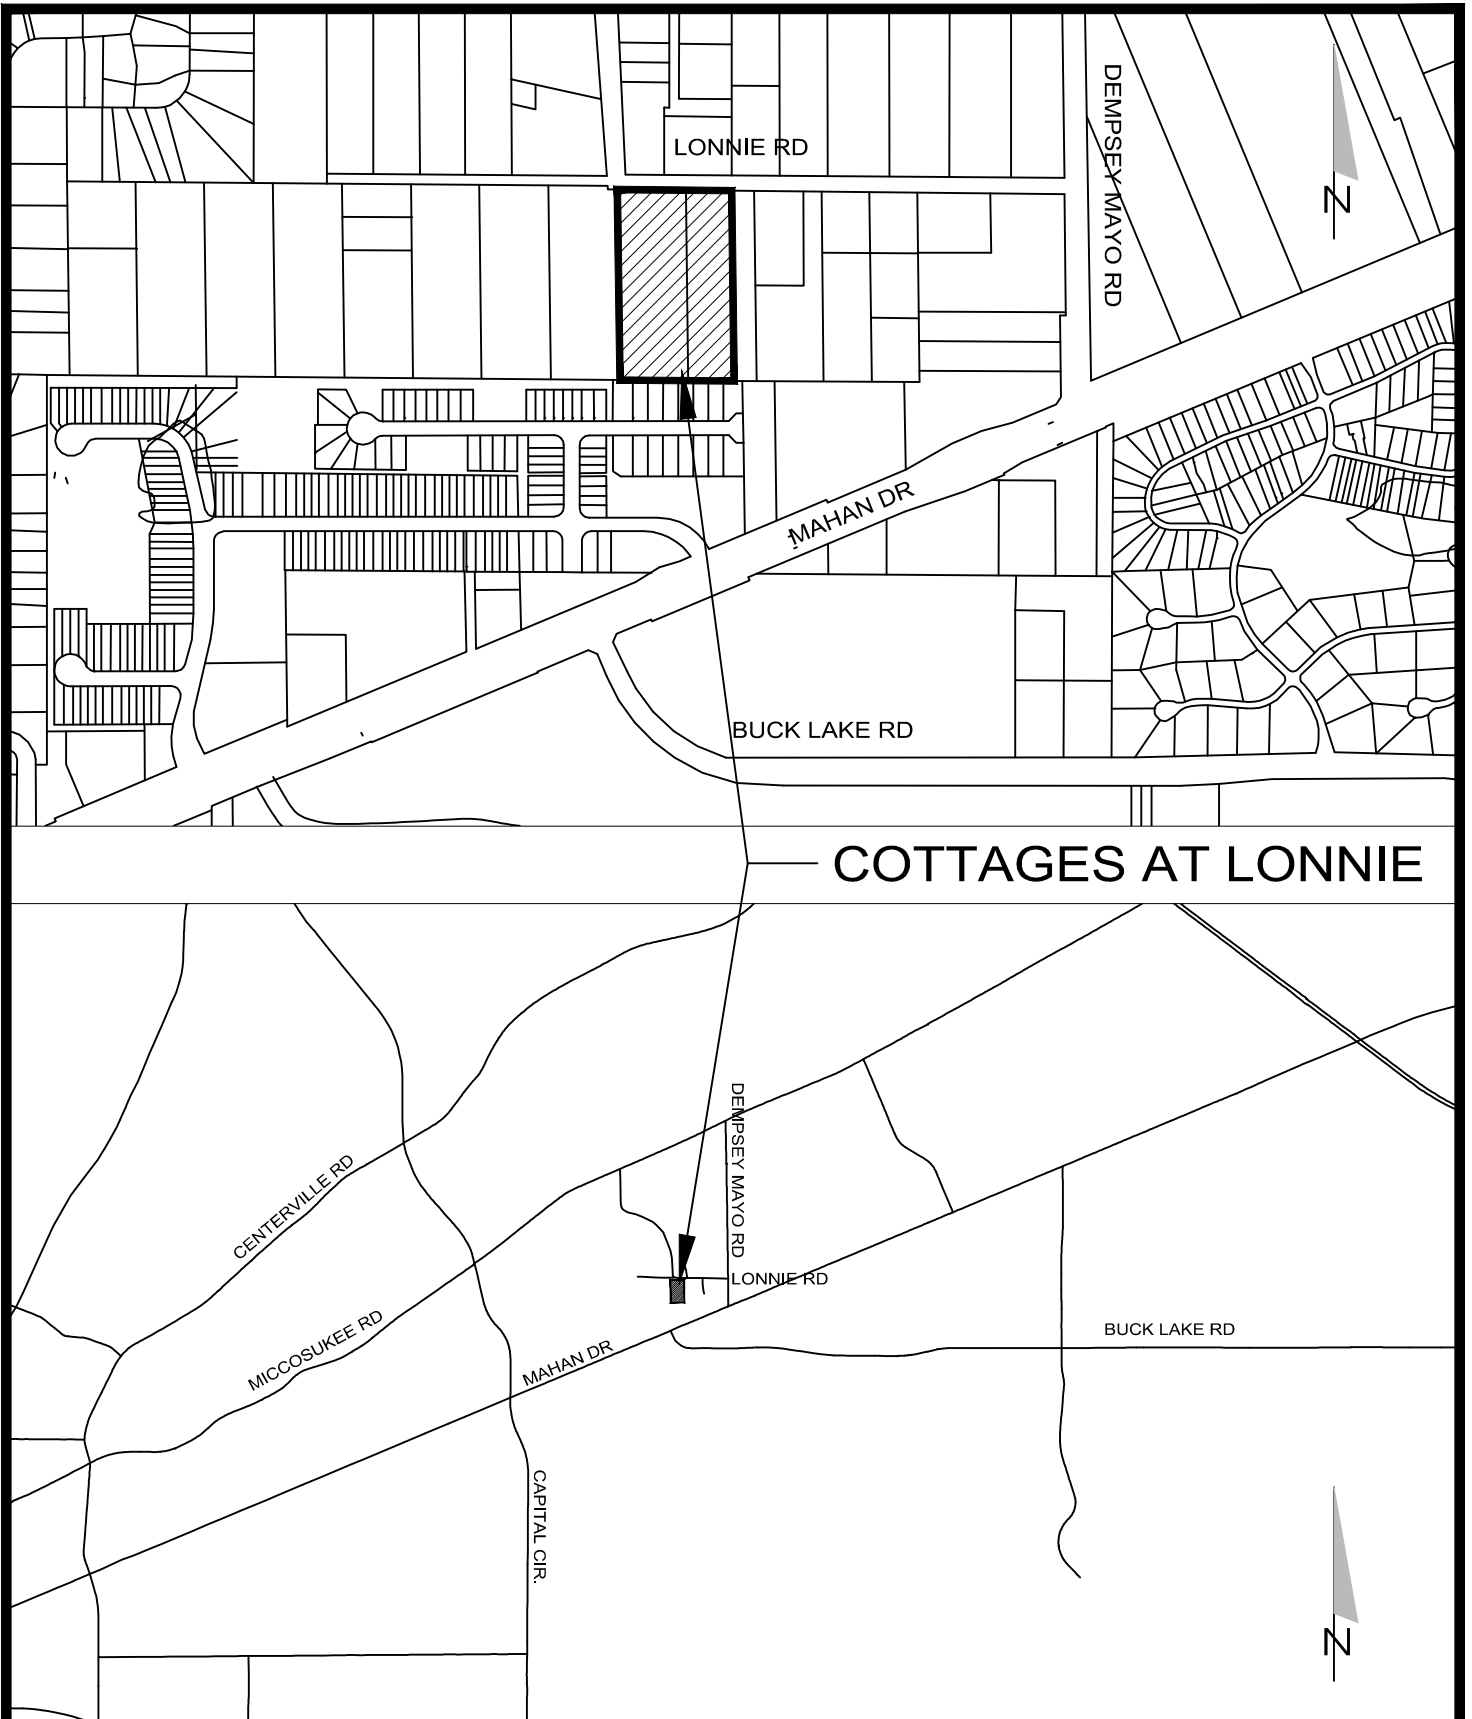 LONNIE RD
DEMPSEY MAYO RD
N
MAHAN DR
BUCK LAKE RD
COTTAGES AT LONNIE
DEMPSEY MAYO RD
CENTERVILLE RD
LONNIE RD
MICCOSUKEE RD
BUCK LAKE RD
MAHAN DR
CAPITAL CIR.
N